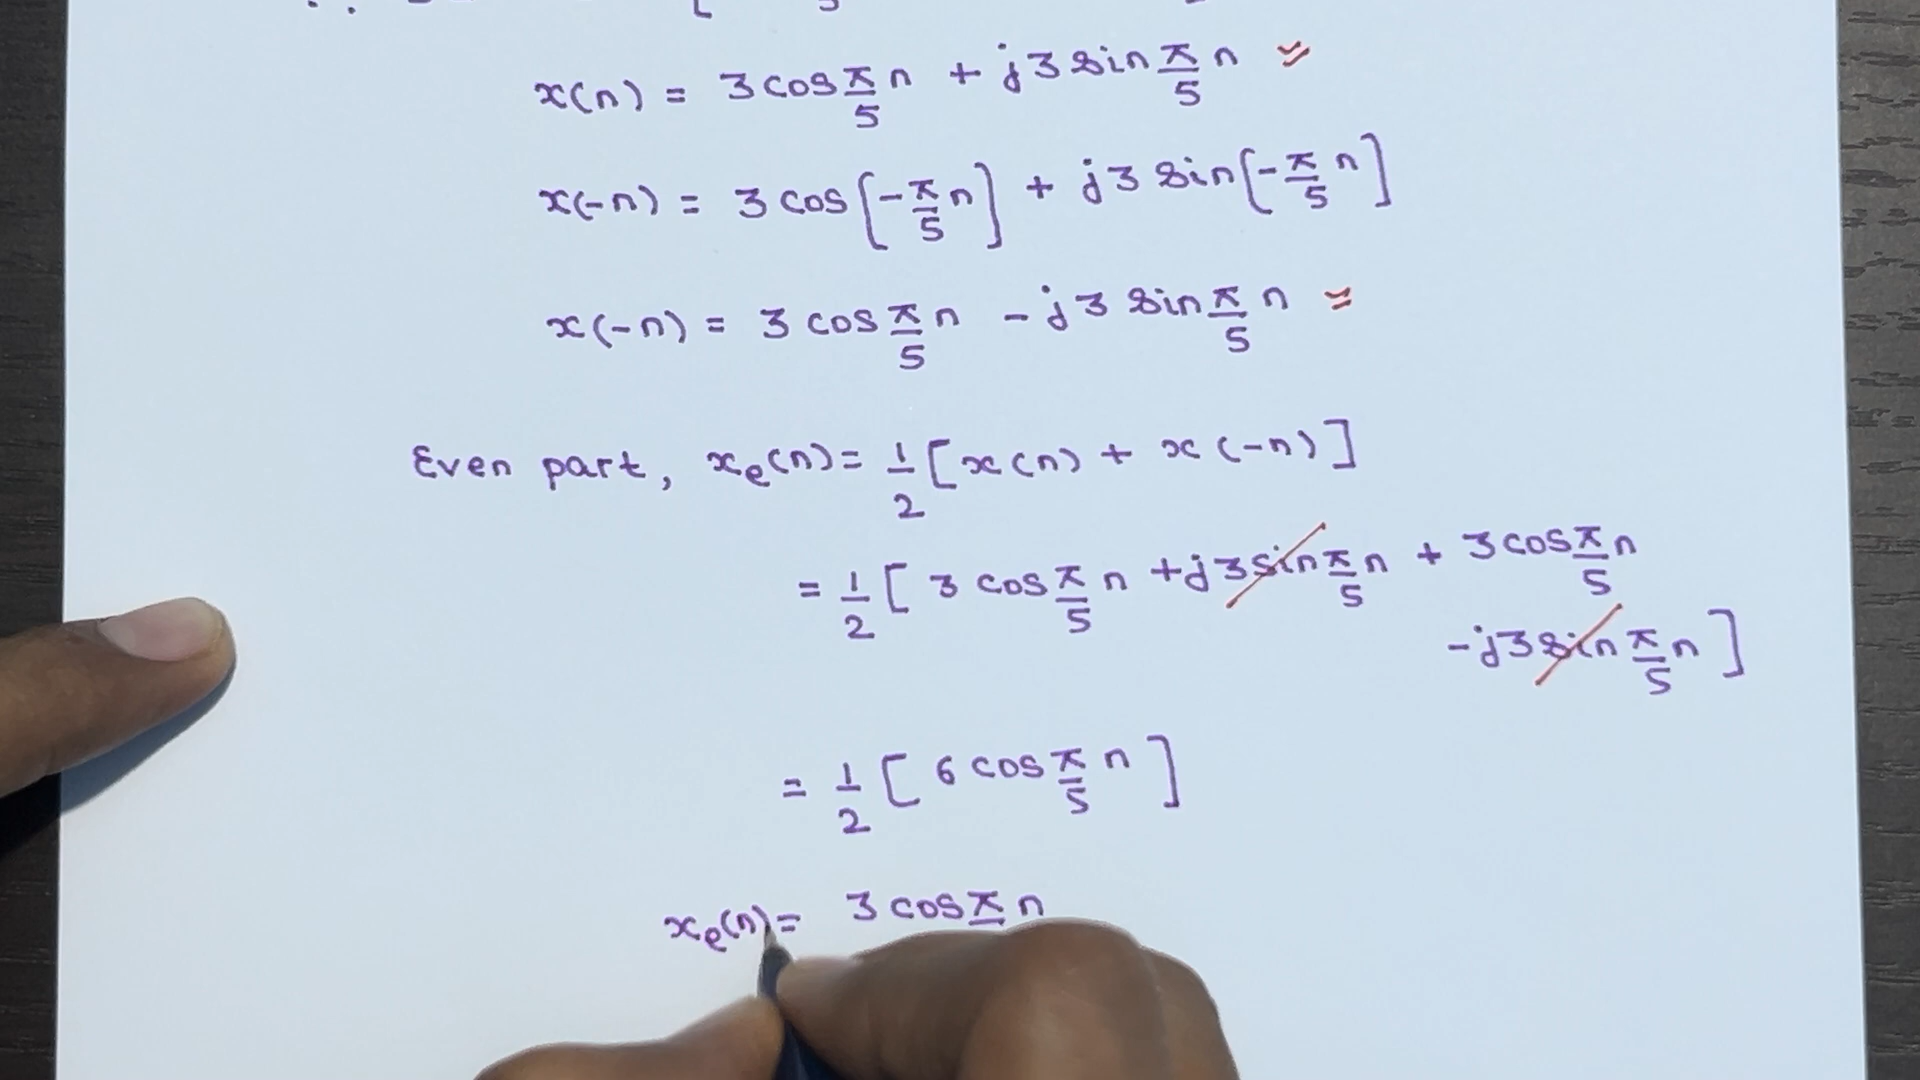 x(n) = 3 cos π/5 n + j3 sin π/5 n
x(-n) = 3 cos[-π/5 n] + j3 sin[-π/5 n]
x(-n) = 3 cos π/5 n - j3 sin π/5 n
Even part, xₑ(n) = 1/2 [x(n) + x(-n)]
= 1/2 [3 cos π/5 n + j3 sin π/5 n + 3 cos π/5 n
- j3 sin π/5 n]
= 1/2 [6 cos π/5 n]
xₑ(n) = 3 cos π n